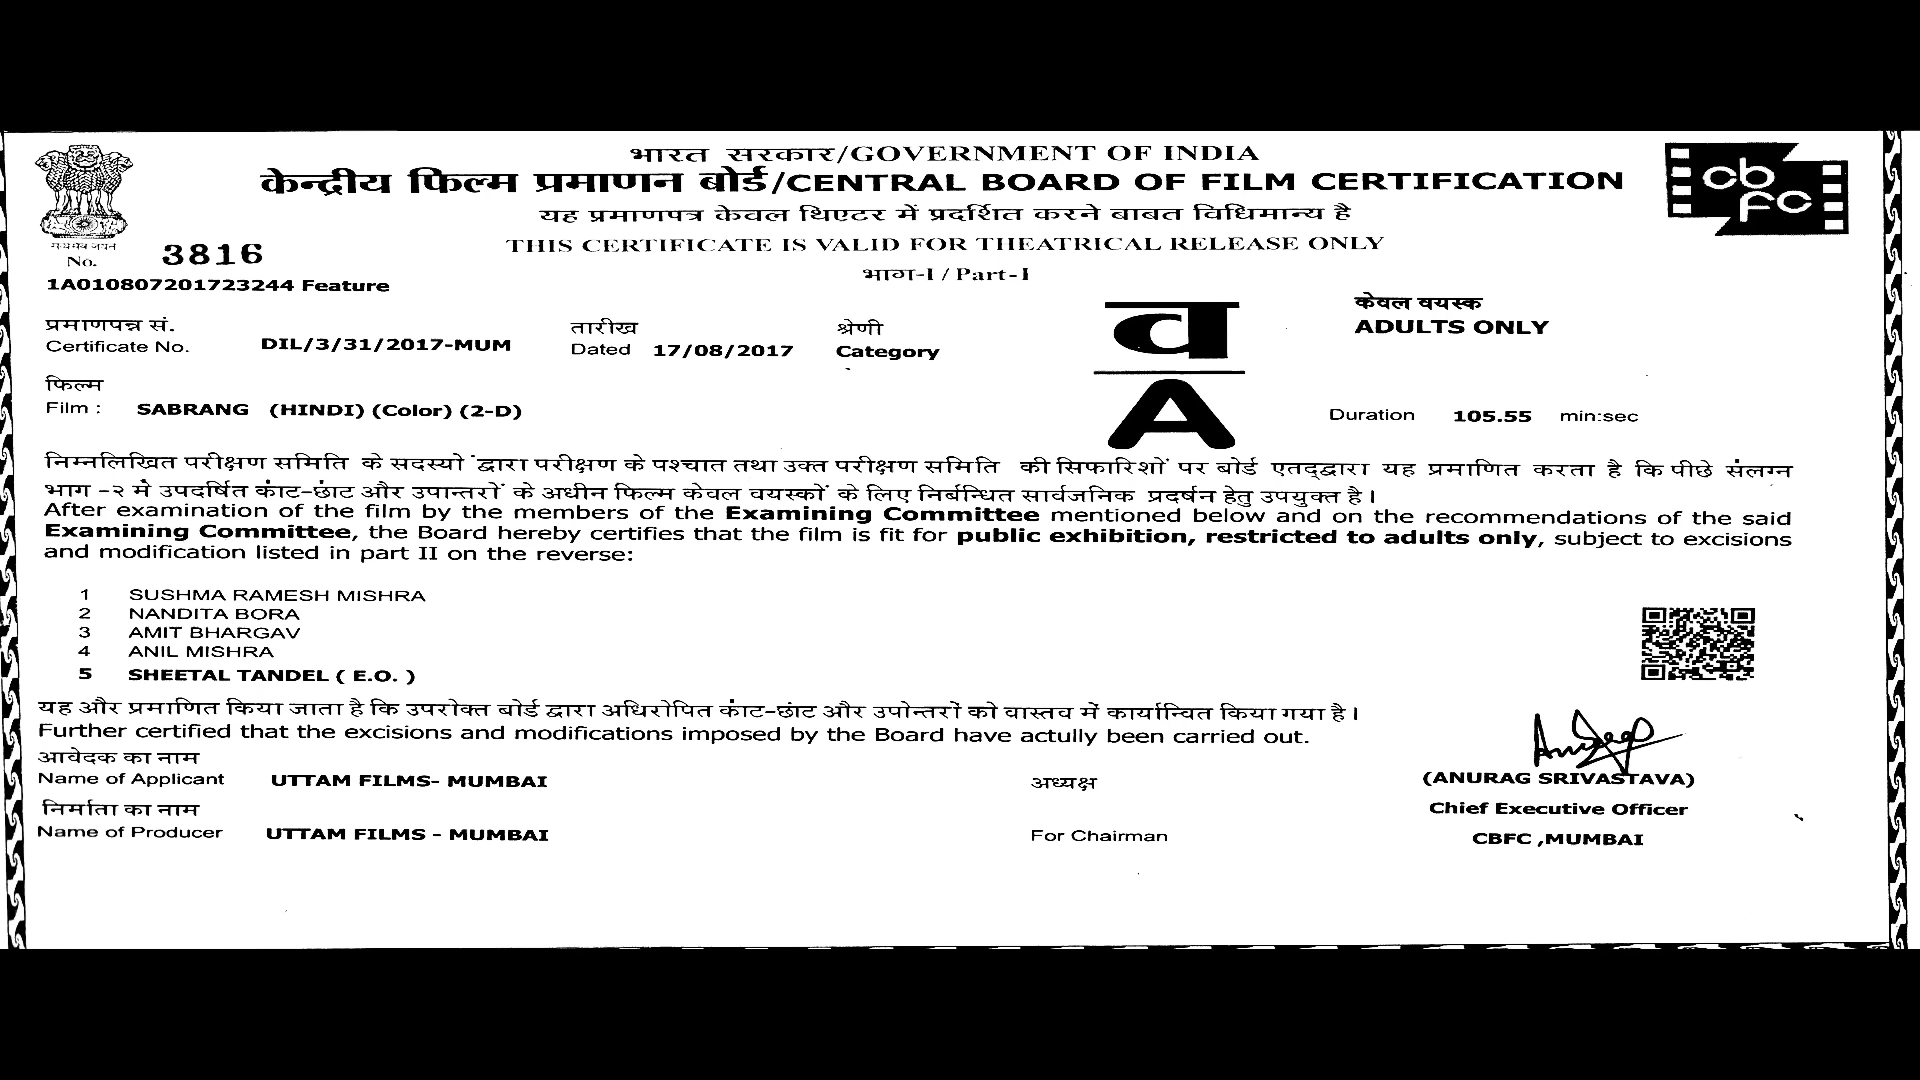 भारत सरकार/GOVERNMENT OF INDIA
केन्द्रीय फिल्म प्रमाणन बोर्ड/CENTRAL BOARD OF FILM CERTIFICATION
cb
fc
यह प्रमाणपत्र केवल थिएटर में प्रदर्शित करने बाबत विधिमान्य है
THIS CERTIFICATE IS VALID FOR THEATRICAL RELEASE ONLY
No. 3816
भाग-I / Part-I
1A010807201723244 Feature
प्रमाणपत्र सं.
Certificate No. DIL/3/31/2017-MUM
तारीख
Dated 17/08/2017
श्रेणी
Category
व
A
केवल वयस्क
ADULTS ONLY
फिल्म
Film : SABRANG (HINDI) (Color) (2-D)
Duration 105.55 min:sec
निम्नलिखित परीक्षण समिति के सदस्यो द्वारा परीक्षण के पश्चात तथा उक्त परीक्षण समिति की सिफारिशों पर बोर्ड एतद्द्वारा यह प्रमाणित करता है कि पीछे संलग्न
भाग -२ में उपदर्षित कांट-छांट और उपान्तरों के अधीन फिल्म केवल वयस्कों के लिए निर्बन्धित सार्वजनिक प्रदर्षन हेतु उपयुक्त है।
After examination of the film by the members of the Examining Committee mentioned below and on the recommendations of the said
Examining Committee, the Board hereby certifies that the film is fit for public exhibition, restricted to adults only, subject to excisions
and modification listed in part II on the reverse:
1 SUSHMA RAMESH MISHRA
2 NANDITA BORA
3 AMIT BHARGAV
4 ANIL MISHRA
5 SHEETAL TANDEL ( E.O. )
यह और प्रमाणित किया जाता है कि उपरोक्त बोर्ड द्वारा अधिरोपित कांट-छांट और उपोन्तरों को वास्तव में कार्यान्वित किया गया है।
Further certified that the excisions and modifications imposed by the Board have actully been carried out.
आवेदक का नाम
Name of Applicant UTTAM FILMS- MUMBAI
निर्माता का नाम
Name of Producer UTTAM FILMS - MUMBAI
अध्यक्ष
For Chairman
(ANURAG SRIVASTAVA)
Chief Executive Officer
CBFC ,MUMBAI